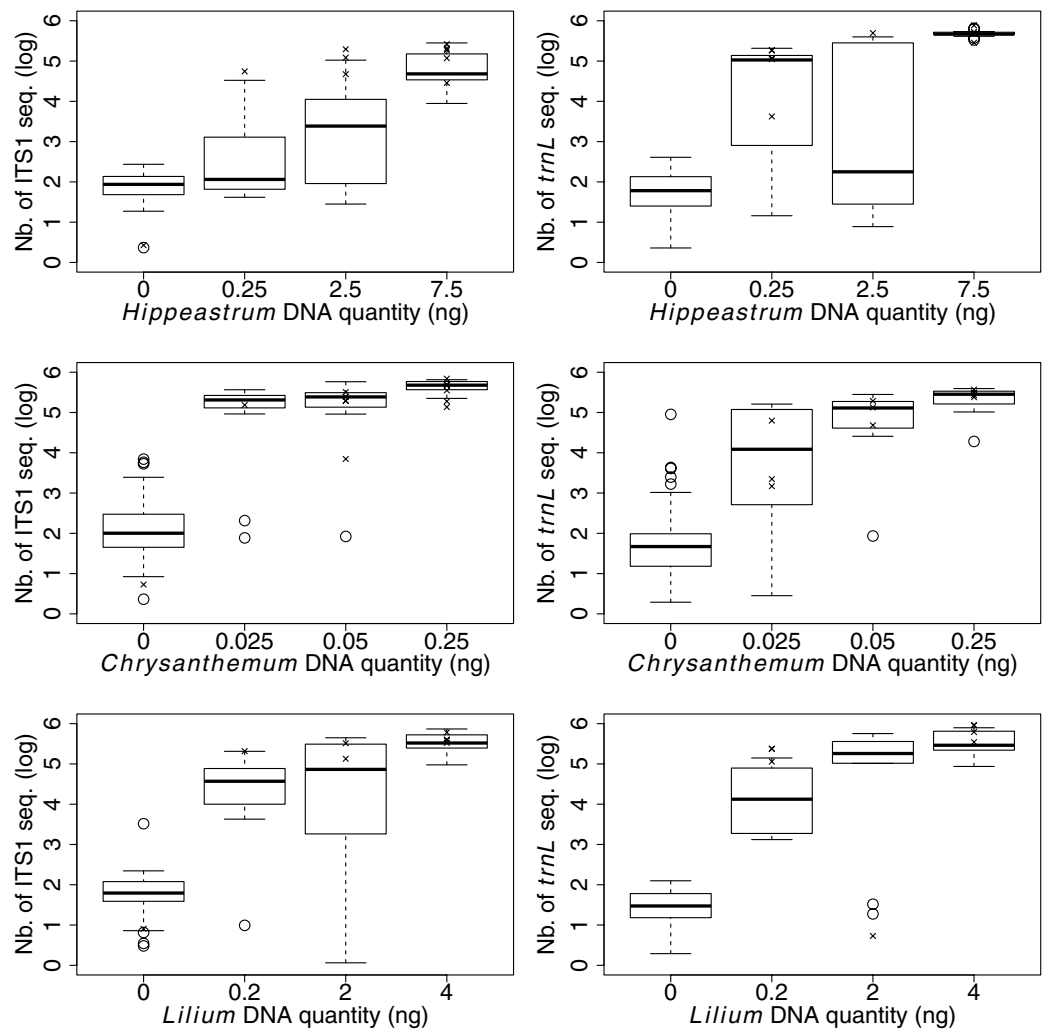 Nb. of ITS1 seq. (log)
6
5
4
3
2
1
0
0 0.25 2.5 7.5
Hippeastrum DNA quantity (ng)
Nb. of trnL seq. (log)
6
5
4
3
2
1
0
0 0.25 2.5 7.5
Hippeastrum DNA quantity (ng)
Nb. of ITS1 seq. (log)
6
5
4
3
2
1
0
0 0.025 0.05 0.25
Chrysanthemum DNA quantity (ng)
Nb. of trnL seq. (log)
6
5
4
3
2
1
0
0 0.025 0.05 0.25
Chrysanthemum DNA quantity (ng)
Nb. of ITS1 seq. (log)
6
5
4
3
2
1
0
0 0.2 2 4
Lilium DNA quantity (ng)
Nb. of trnL seq. (log)
6
5
4
3
2
1
0
0 0.2 2 4
Lilium DNA quantity (ng)